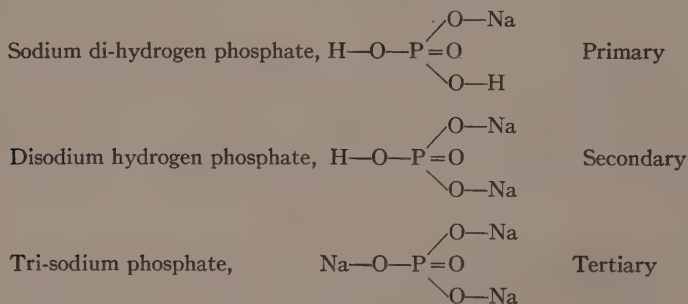 O—Na
Sodium di-hydrogen phosphate, H—O—P=O Primary
O—H
O—Na
Disodium hydrogen phosphate, H—O—P=O Secondary
O—Na
O—Na
Tri-sodium phosphate, Na—O—P=O Tertiary
O—Na